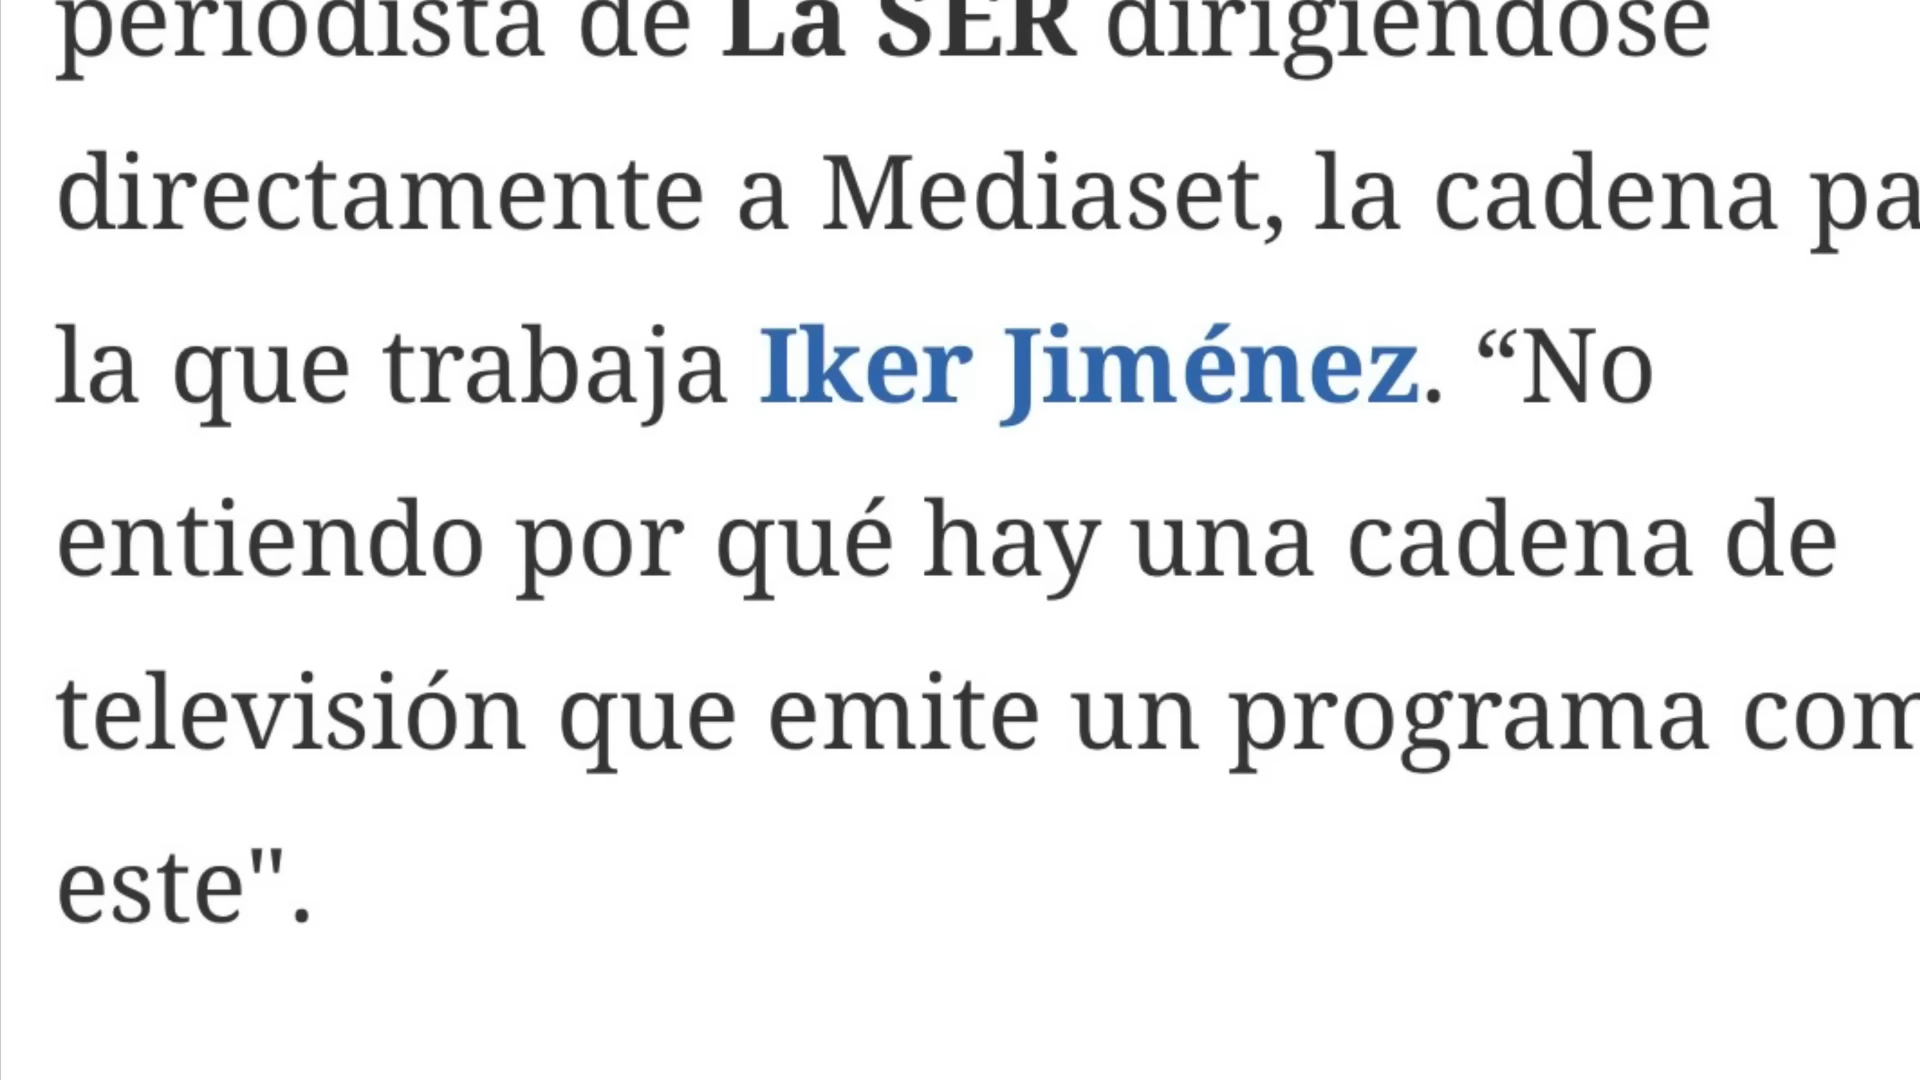 periodista de La SER dirigiéndose
directamente a Mediaset, la cadena pa
la que trabaja Iker Jiménez. “No
entiendo por qué hay una cadena de
televisión que emite un programa com
este".